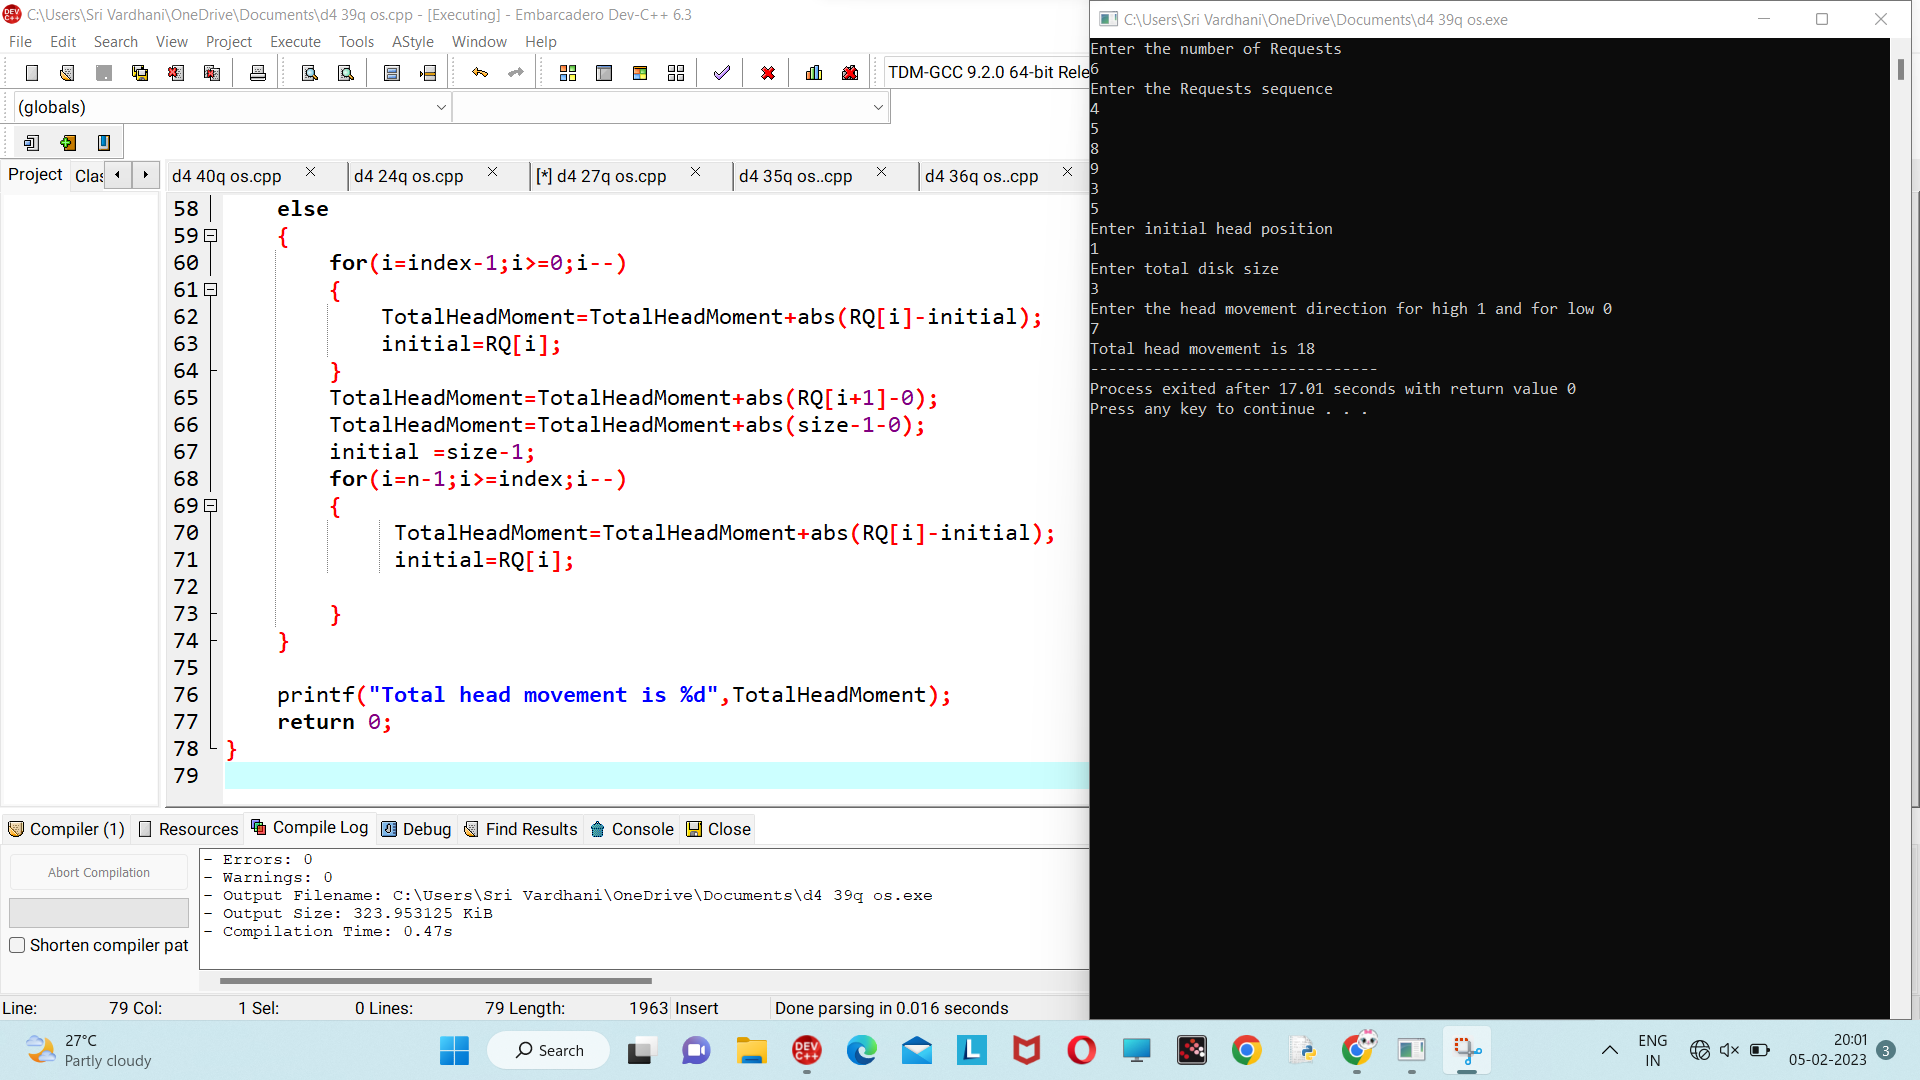 C:\Users\Sri Vardhani\OneDrive\Documents\d4 39q os.cpp - [Executing] - Embarcadero Dev-C++ 6.3
File Edit Search View Project Execute Tools AStyle Window Help
TDM-GCC 9.2.0 64-bit Rele
(globals)
Project Clas
d4 40q os.cpp d4 24q os.cpp [*] d4 27q os.cpp d4 35q os..cpp d4 36q os..cpp
58 else
59 {
60 for(i=index-1;i>=0;i--)
61 {
62 TotalHeadMoment=TotalHeadMoment+abs(RQ[i]-initial);
63 initial=RQ[i];
64 }
65 TotalHeadMoment=TotalHeadMoment+abs(RQ[i+1]-0);
66 TotalHeadMoment=TotalHeadMoment+abs(size-1-0);
67 initial =size-1;
68 for(i=n-1;i>=index;i--)
69 {
70 TotalHeadMoment=TotalHeadMoment+abs(RQ[i]-initial);
71 initial=RQ[i];
72
73 }
74 }
75
76 printf("Total head movement is %d",TotalHeadMoment);
77 return 0;
78 }
79
Compiler (1) Resources Compile Log Debug Find Results Console Close
Abort Compilation
Shorten compiler pat
- Errors: 0
- Warnings: 0
- Output Filename: C:\Users\Sri Vardhani\OneDrive\Documents\d4 39q os.exe
- Output Size: 323.953125 KiB
- Compilation Time: 0.47s
Line: 79 Col: 1 Sel: 0 Lines: 79 Length: 1963 Insert Done parsing in 0.016 seconds
C:\Users\Sri Vardhani\OneDrive\Documents\d4 39q os.exe
Enter the number of Requests
6
Enter the Requests sequence
4
5
8
9
3
5
Enter initial head position
1
Enter total disk size
3
Enter the head movement direction for high 1 and for low 0
7
Total head movement is 18
--------------------------------
Process exited after 17.01 seconds with return value 0
Press any key to continue . . .
27°C
Partly cloudy
Search
DEV C++
ENG
IN
20:01
05-02-2023
3